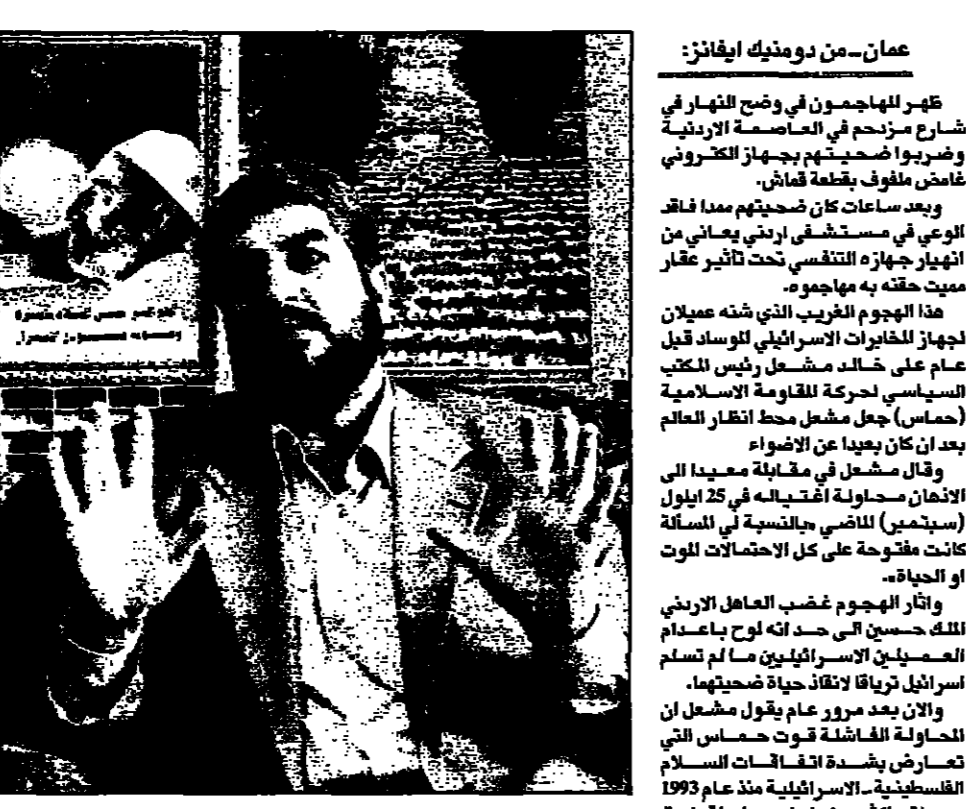 عمان ـ من دومنيك ايفانز:
ظهر المهاجمون في وضح النهار في
شارع مزدحم في العاصمة الاردنية
وضربوا ضحيتهم بجهاز الكتروني
غامض ملفوف بقطعة قماش.
وبعد ساعات كان ضحيتهم ممدا فاقد
الوعي في مستشفى اردني يعاني من
انهيار جهازه التنفسي تحت تأثير عقار
مميت حقنه به مهاجموه.
هذا الهجوم الغريب الذي شنه عميلان
لجهاز المخابرات الاسرائيلي الموساد قبل
عام على خالد مشعل رئيس المكتب
السياسي لحركة المقاومة الاسلامية
(حماس) جعل مشعل محط انظار العالم
بعد ان كان بعيدا عن الاضواء
وقال مشعل في مقابلة معيدا الى
الاذهان محاولة اغتياله في 25 ايلول
(سبتمبر) الماضي «بالنسبة لي المسألة
كانت مفتوحة على كل الاحتمالات الموت
او الحياة».
واثار الهجوم غضب العاهل الاردني
الملك حسين الى حد انه لوح باعدام
العميلين الاسرائيليين ما لم تسلم
اسرائيل ترياقا لانقاذ حياة ضحيتهما.
والان بعد مرور عام يقول مشعل ان
المحاولة الفاشلة قوت حماس التي
تعارض بشدة اتفاقات السلام
الفلسطينية ـ الاسرائيلية منذ عام 1993